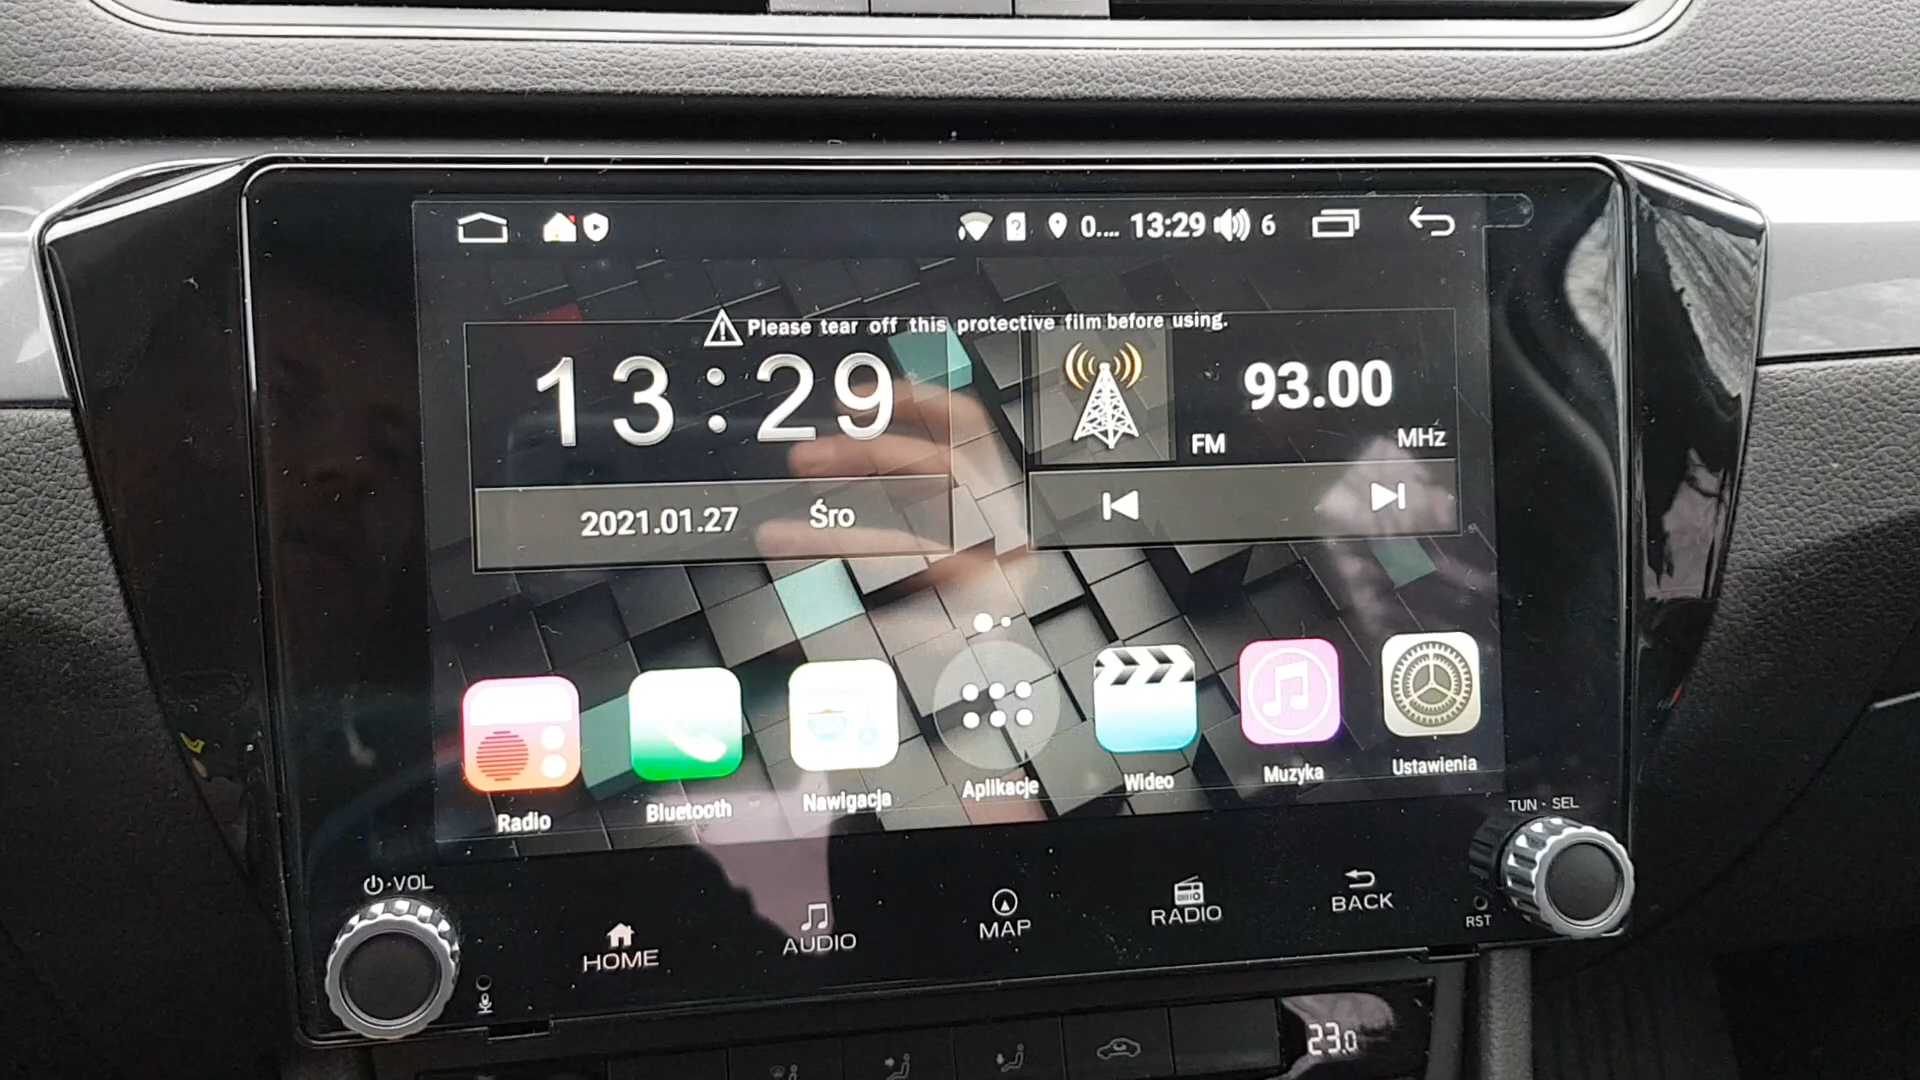 0.... 13:29 6
Please tear off this protective film before using.
13:29
93.00
FM
MHz
2021.01.27 Śro
Radio
Bluetooth
Nawigacja
Aplikacje
Wideo
Muzyka
Ustawienia
TUN · SEL
VOL
HOME
AUDIO
MAP
RADIO
BACK
RST
23.0